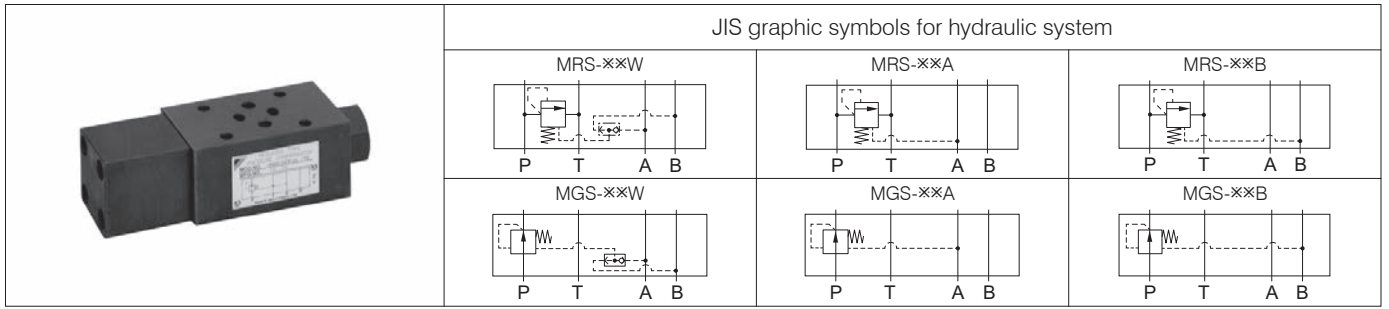 JIS graphic symbols for hydraulic system
MRS-※※W
MRS-※※A
MRS-※※B
P T A B
P T A B
P T A B
MGS-※※W
MGS-※※A
MGS-※※B
P T A B
P T A B
P T A B